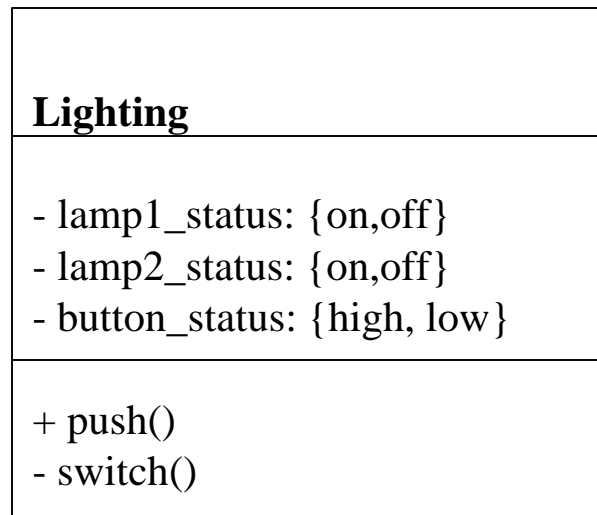 Lighting
- lamp1_status: {on,off}
- lamp2_status: {on,off}
- button_status: {high, low}
+ push()
- switch()